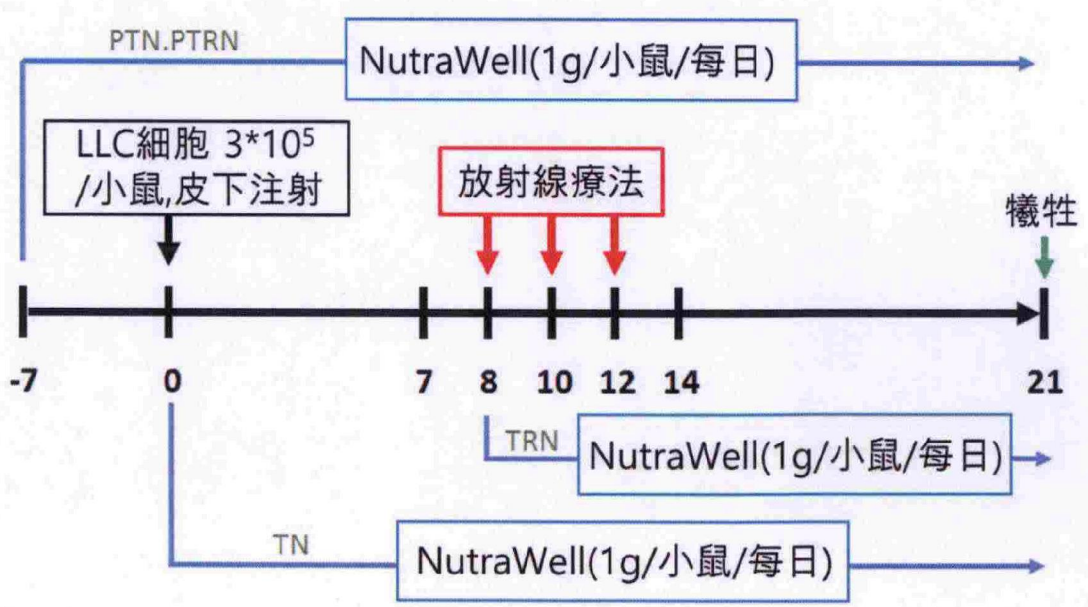 PTN.PTRN
NutraWell(1g/小鼠/每日)
LLC細胞 3*10⁵
/小鼠,皮下注射
放射線療法
犧牲
-7 0 7 8 10 12 14 21
TRN
NutraWell(1g/小鼠/每日)
TN
NutraWell(1g/小鼠/每日)